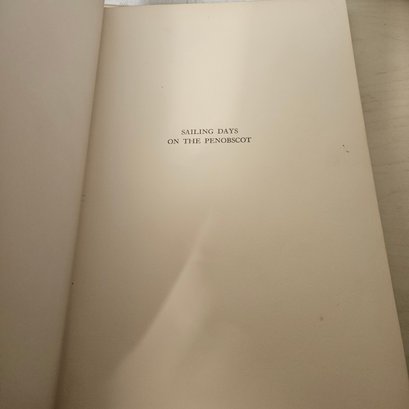 SAILING DAYS
ON THE PENOBSCOT